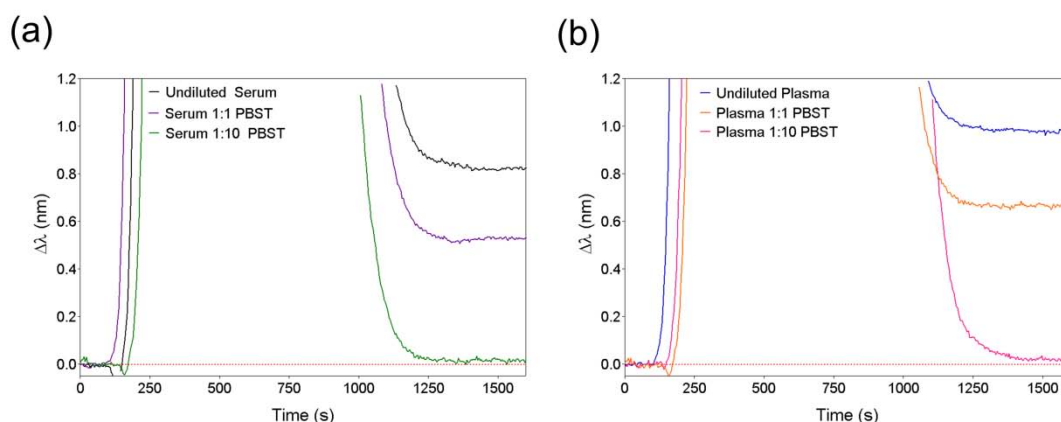 (a)
Undiluted Serum
Serum 1:1 PBST
Serum 1:10 PBST
Δλ (nm)
1.2
1.0
0.8
0.6
0.4
0.2
0.0
0
250
500
750
1000
1250
1500
Time (s)
(b)
Undiluted Plasma
Plasma 1:1 PBST
Plasma 1:10 PBST
Δλ (nm)
1.2
1.0
0.8
0.6
0.4
0.2
0.0
0
250
500
750
1000
1250
1500
Time (s)